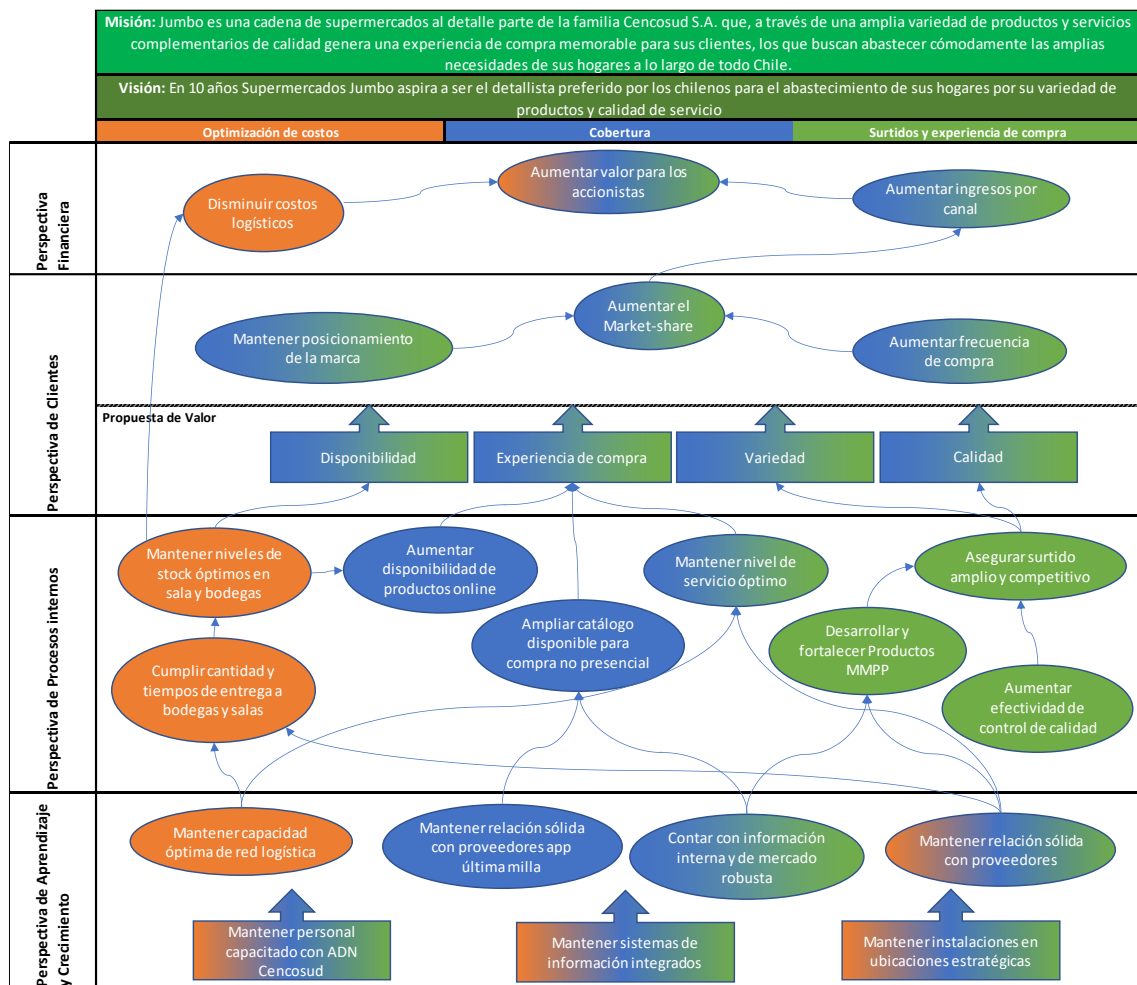 Misión: Jumbo es una cadena de supermercados al detalle parte de la familia Cencosud S.A. que, a través de una amplia variedad de productos y servicios
complementarios de calidad genera una experiencia de compra memorable para sus clientes, los que buscan abastecer cómodamente las amplias
necesidades de sus hogares a lo largo de todo Chile.
Visión: En 10 años Supermercados Jumbo aspira a ser el detallista preferido por los chilenos para el abastecimiento de sus hogares por su variedad de
productos y calidad de servicio
Optimización de costos
Cobertura
Surtidos y experiencia de compra
Perspectiva
Financiera
Disminuir costos
logísticos
Aumentar valor para los
accionistas
Aumentar ingresos por
canal
Perspectiva de Clientes
Mantener posicionamiento
de la marca
Aumentar el
Market-share
Aumentar frecuencia
de compra
Propuesta de Valor
Disponibilidad
Experiencia de compra
Variedad
Calidad
Perspectiva de Procesos internos
Mantener niveles de
stock óptimos en
sala y bodegas
Aumentar
disponibilidad de
productos online
Mantener nivel de
servicio óptimo
Asegurar surtido
amplio y competitivo
Cumplir cantidad y
tiempos de entrega a
bodegas y salas
Ampliar catálogo
disponible para
compra no presencial
Desarrollar y
fortalecer Productos
MMPP
Aumentar
efectividad de
control de calidad
Perspectiva de Aprendizaje
y Crecimiento
Mantener capacidad
óptima de red logística
Mantener relación sólida
con proveedores app
última milla
Contar con información
interna y de mercado
robusta
Mantener relación sólida
con proveedores
Mantener personal
capacitado con ADN
Cencosud
Mantener sistemas de
información integrados
Mantener instalaciones en
ubicaciones estratégicas